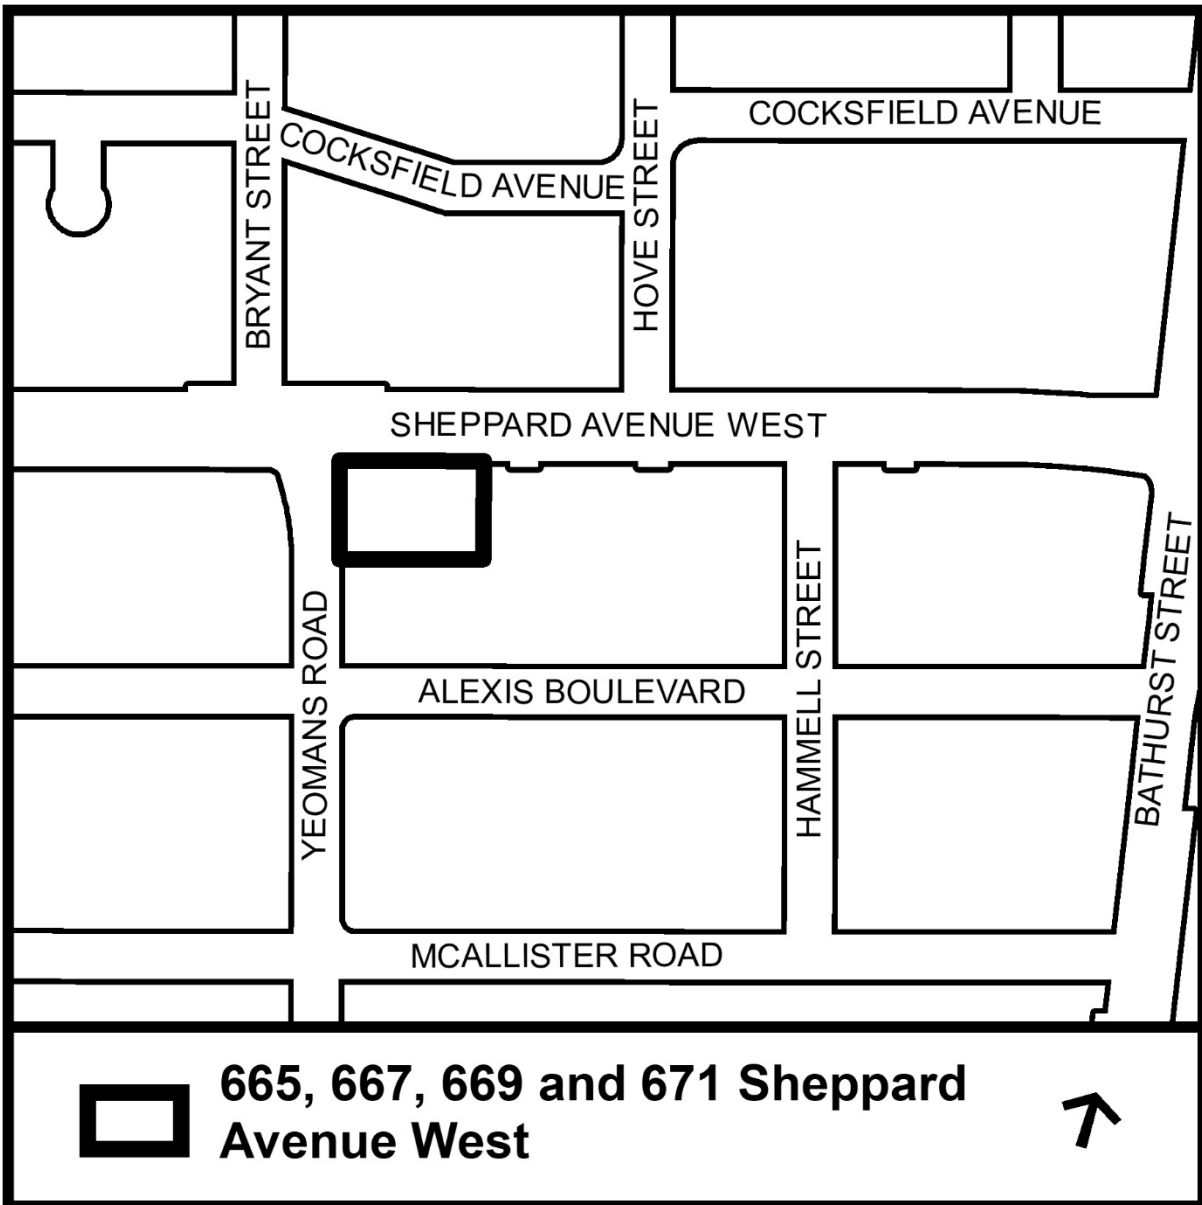 COCKSFIELD AVENUE
COCKSFIELD AVENUE
BRYANT STREET
HOVE STREET
SHEPPARD AVENUE WEST
YEOMANS ROAD
ALEXIS BOULEVARD
HAMMELL STREET
BATHURST STREET
MCALLISTER ROAD
665, 667, 669 and 671 Sheppard
Avenue West